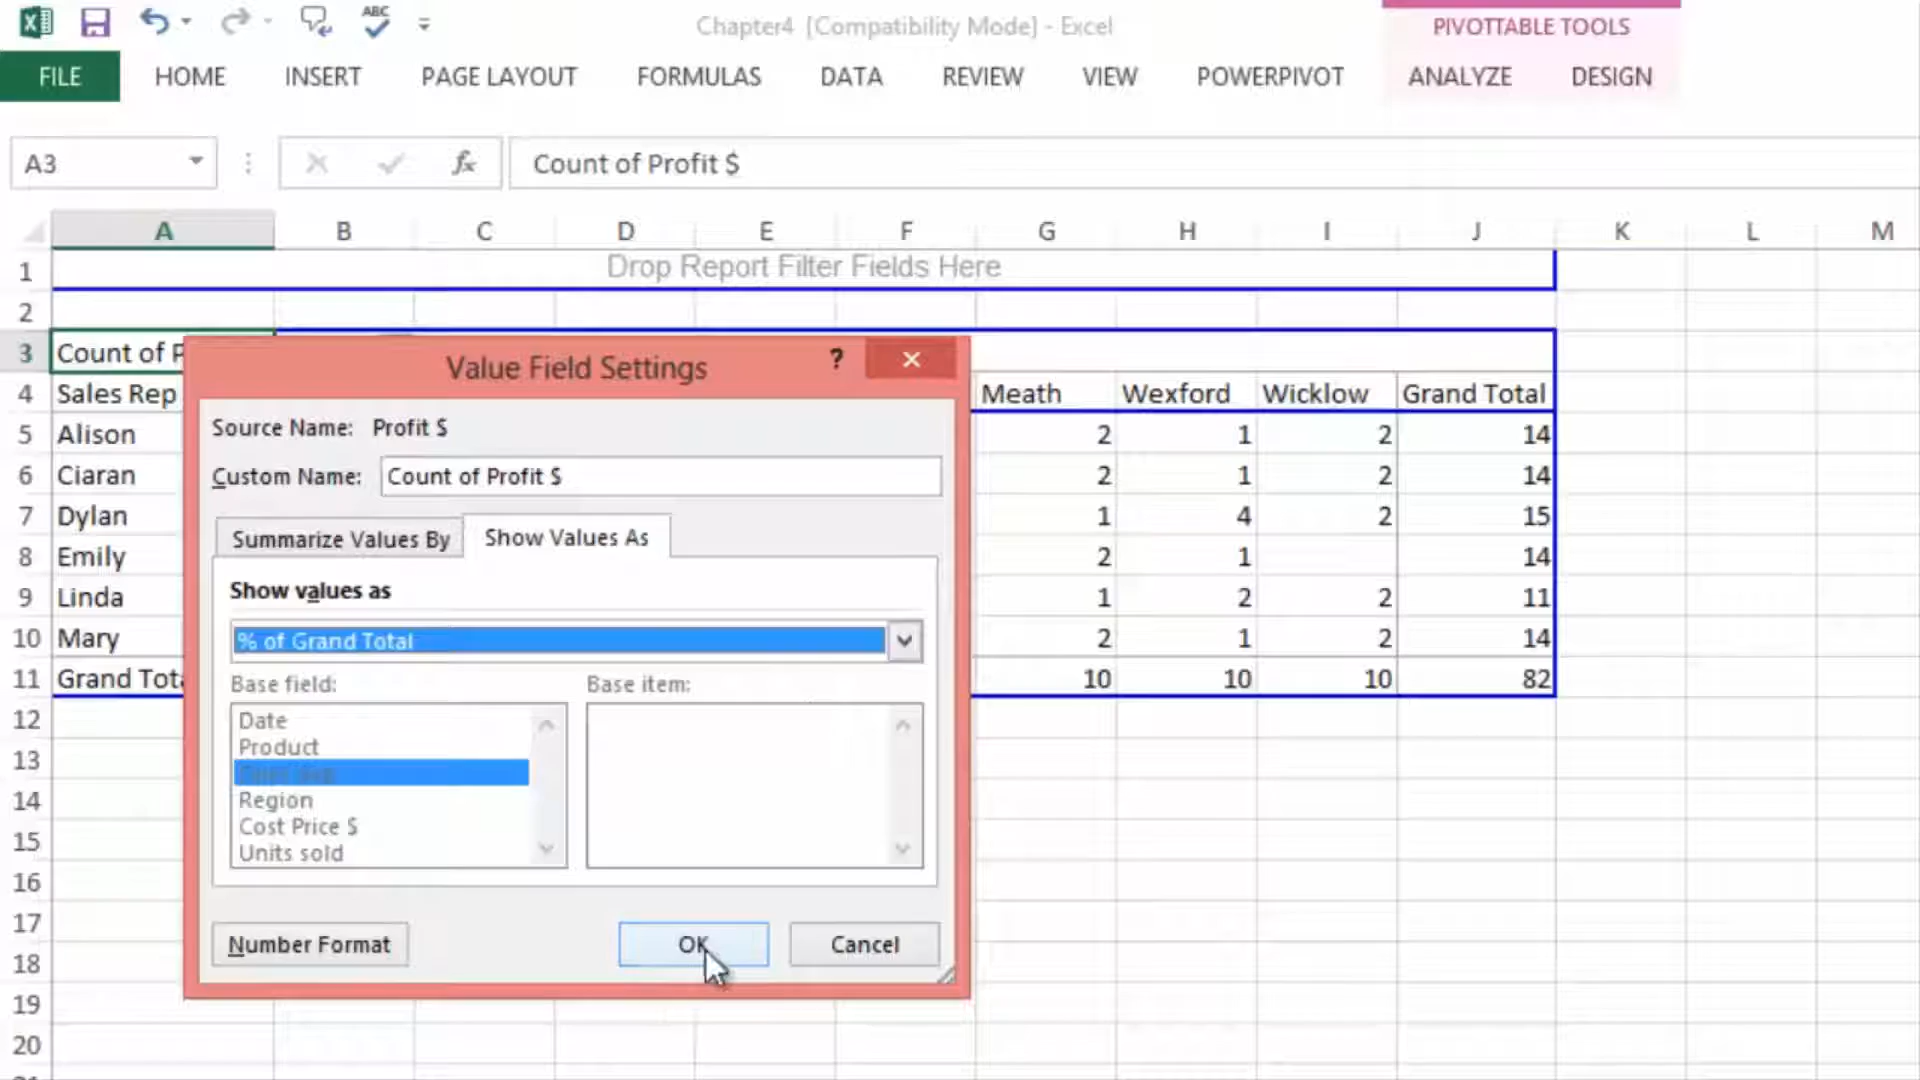 ABC
Chapter4 [Compatibility Mode] - Excel
PIVOTTABLE TOOLS
FILE HOME INSERT PAGE LAYOUT FORMULAS DATA REVIEW VIEW POWERPIVOT ANALYZE DESIGN
A3 fx Count of Profit $
A B C D E F G H I J K L M
1 Drop Report Filter Fields Here
2
3 Count of P
4 Sales Rep Meath Wexford Wicklow Grand Total
5 Alison 2 1 2 14
6 Ciaran 2 1 2 14
7 Dylan 1 4 2 15
8 Emily 2 1 14
9 Linda 1 2 2 11
10 Mary 2 1 2 14
11 Grand Tota 10 10 10 82
12
13
14
15
16
17
18
19
20
Value Field Settings ?
Source Name: Profit $
Custom Name: Count of Profit $
Summarize Values By Show Values As
Show values as
% of Grand Total
Base field: Base item:
Date
Product
Region
Cost Price $
Units sold
Number Format OK Cancel